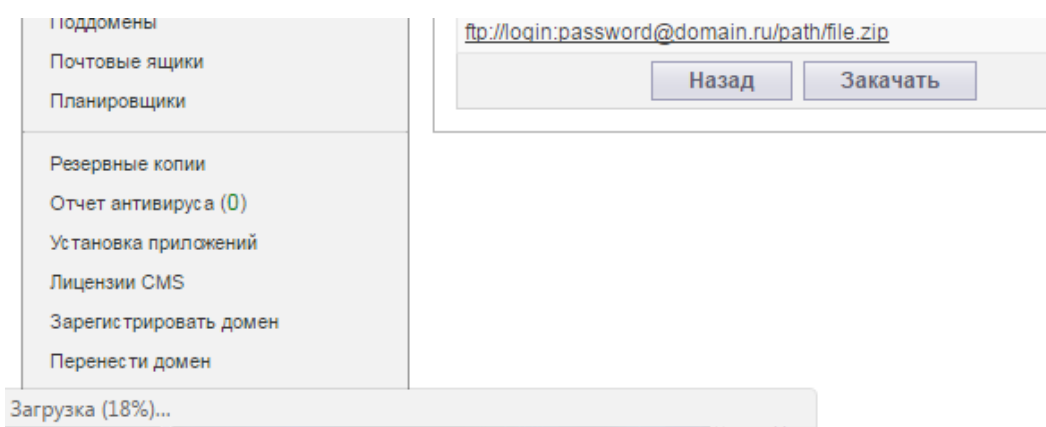 Поддомены
Почтовые ящики
Планировщики
Резервные копии
Отчет антивируса (0)
Установка приложений
Лицензии CMS
Зарегистрировать домен
Перенести домен
ftp://login:password@domain.ru/path/file.zip
Назад Закачать
Загрузка (18%)...